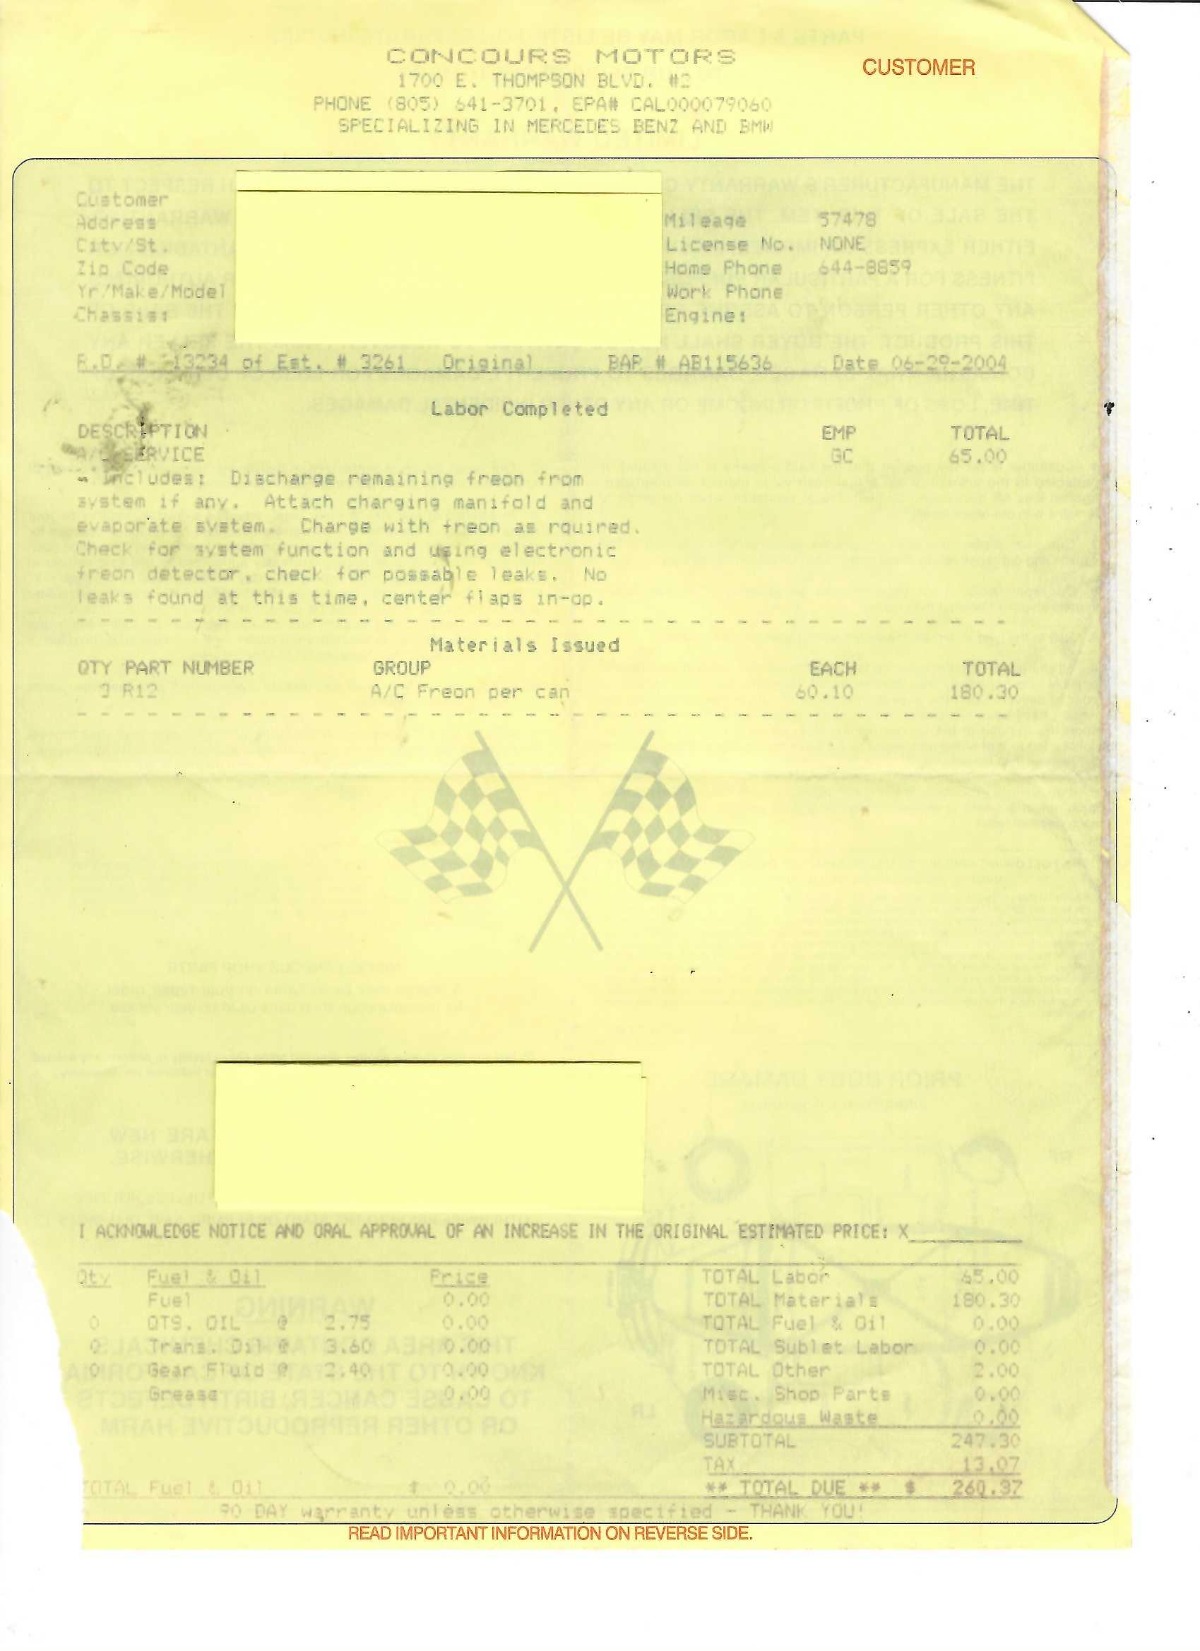 CONCOURS MOTORS
CUSTOMER
1700 E. THOMPSON BLVD. #2
PHONE (805) 641-3701, EPA# CAL000079060
SPECIALIZING IN MERCEDES BENZ AND BMW
Customer
Address Mileage 57478
City/St. License No. NONE
Zip Code Home Phone 644-8859
Yr/Make/Model Work Phone
Chassis: Engine:
R.O. # 13234 of Est. # 3261 Original BAR # AB115636 Date 06-29-2004
Labor Completed
DESCRIPTION EMP TOTAL
A/C SERVICE GC 65.00
- includes: Discharge remaining freon from
system if any. Attach charging manifold and
evaporate system. Charge with freon as rquired.
Check for system function and using electronic
freon detector, check for possable leaks. No
leaks found at this time, center flaps in-op.
Materials Issued
QTY PART NUMBER GROUP EACH TOTAL
3 R12 A/C Freon per can 60.10 180.30
I ACKNOWLEDGE NOTICE AND ORAL APPROVAL OF AN INCREASE IN THE ORIGINAL ESTIMATED PRICE: X
Qty Fuel & Oil Price TOTAL Labor 65.00
Fuel 0.00 TOTAL Materials 180.30
0 QTS. OIL @ 2.75 0.00 TOTAL Fuel & Oil 0.00
0 Trans. Oil @ 3.60 0.00 TOTAL Sublet Labor 0.00
0 Gear Fluid @ 2.40 0.00 TOTAL Other 2.00
Grease 0.00 Misc. Shop Parts 0.00
Hazardous Waste 0.00
SUBTOTAL 247.30
TAX 13.07
TOTAL Fuel & Oil $ 0.00 ** TOTAL DUE ** $ 260.37
90 DAY warranty unless otherwise specified - THANK YOU!
READ IMPORTANT INFORMATION ON REVERSE SIDE.